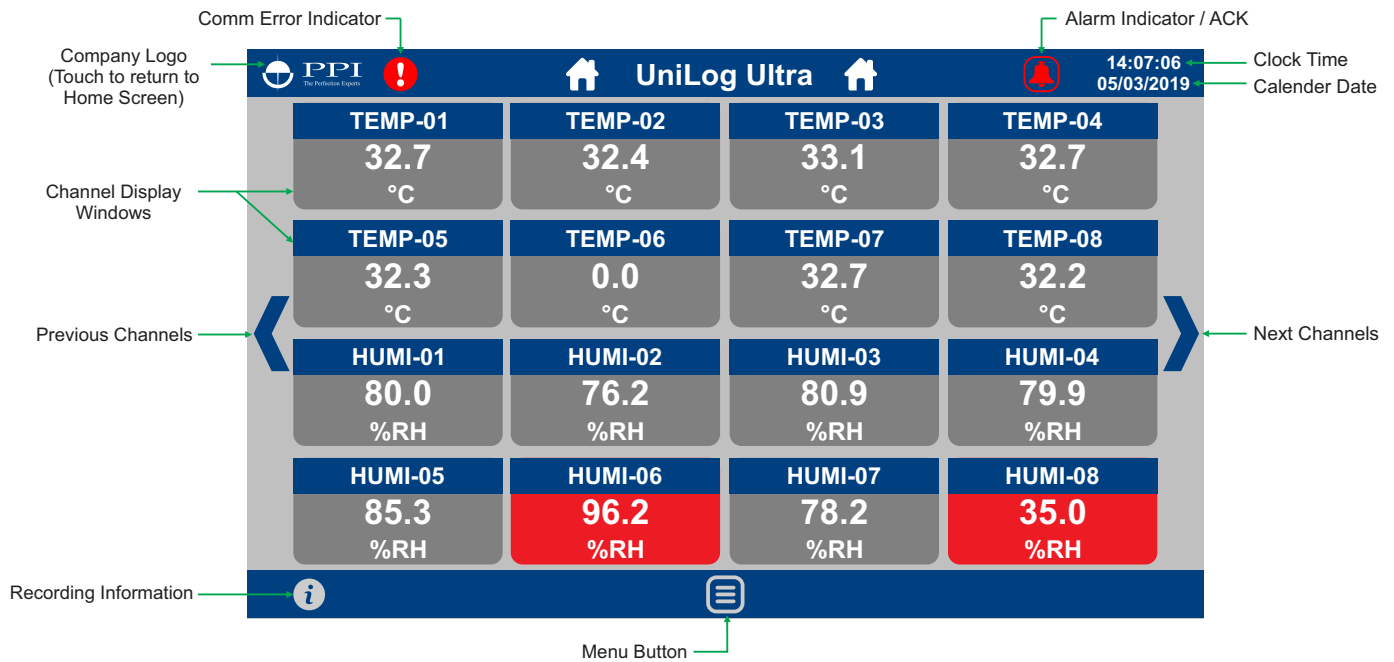 Comm Error Indicator
Alarm Indicator / ACK
Company Logo
(Touch to return to
Home Screen)
PPI
The Perfection Experts
UniLog Ultra
14:07:06
05/03/2019
Clock Time
Calender Date
TEMP-01 TEMP-02 TEMP-03 TEMP-04
32.7 32.4 33.1 32.7
°C °C °C °C
Channel Display
Windows
TEMP-05 TEMP-06 TEMP-07 TEMP-08
32.3 0.0 32.7 32.2
°C °C °C °C
Previous Channels
Next Channels
HUMI-01 HUMI-02 HUMI-03 HUMI-04
80.0 76.2 80.9 79.9
%RH %RH %RH %RH
HUMI-05 HUMI-06 HUMI-07 HUMI-08
85.3 96.2 78.2 35.0
%RH %RH %RH %RH
Recording Information
i
Menu Button